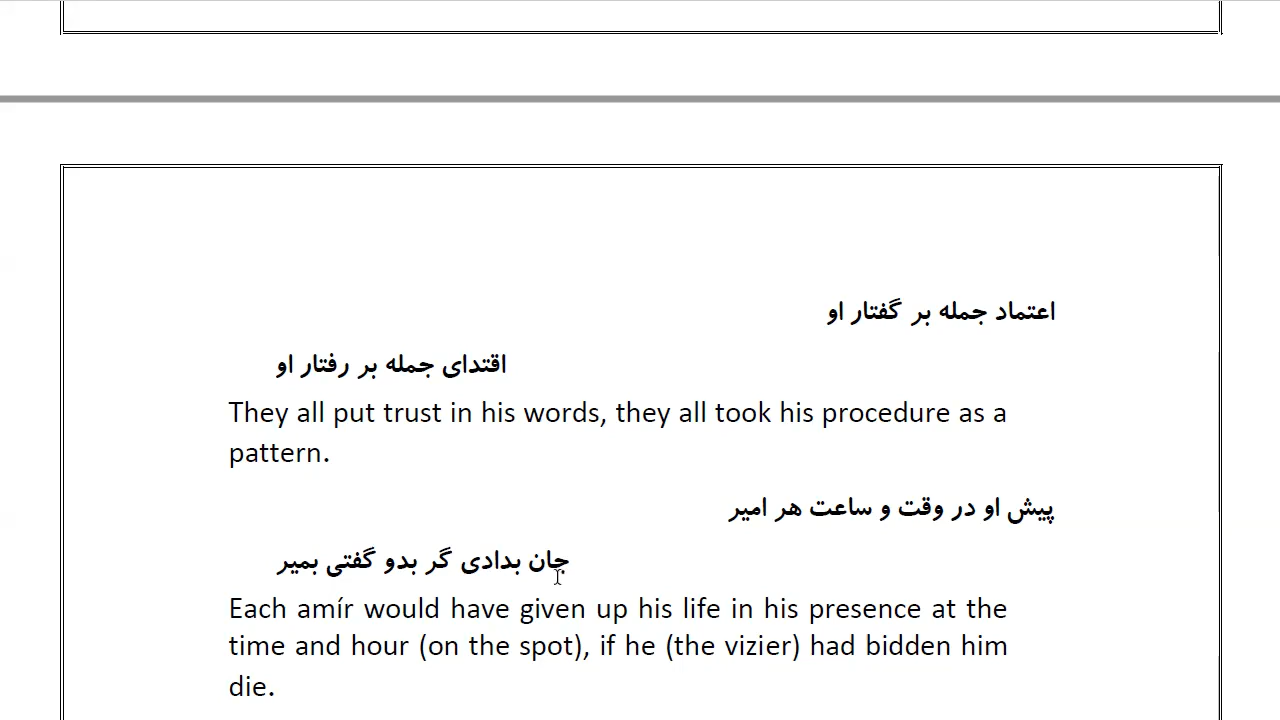 اعتماد جمله بر گفتار او
اقتدای جمله بر رفتار او
They all put trust in his words, they all took his procedure as a
pattern.
پیش او در وقت و ساعت هر امیر
جان بدادی گر بدو گفتی بمیر
Each amír would have given up his life in his presence at the
time and hour (on the spot), if he (the vizier) had bidden him
die.